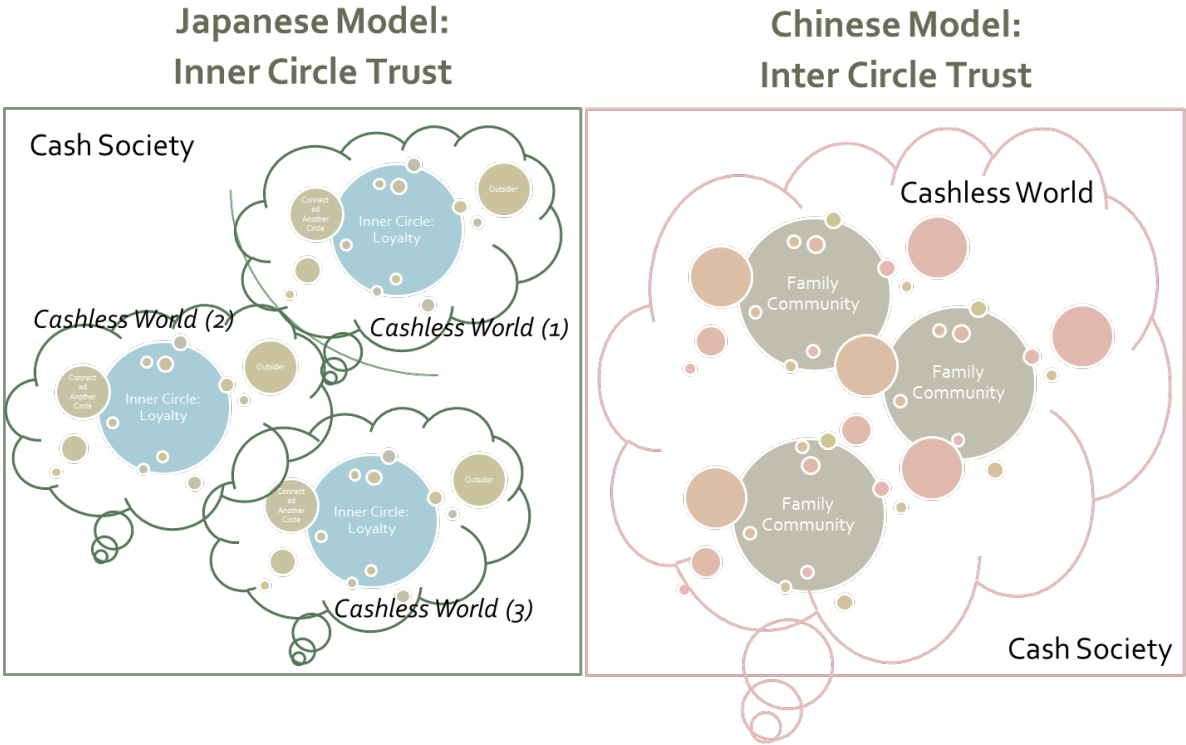 Japanese Model:
Inner Circle Trust
Cash Society
Connect
ed
Another
Circle
Inner Circle:
Loyalty
Outsider
Cashless World (1)
Cashless World (2)
Connect
ed
Another
Circle
Inner Circle:
Loyalty
Outsider
Connect
ed
Another
Circle
Inner Circle:
Loyalty
Outsider
Cashless World (3)
Chinese Model:
Inter Circle Trust
Cashless World
Family
Community
Family
Community
Family
Community
Cash Society